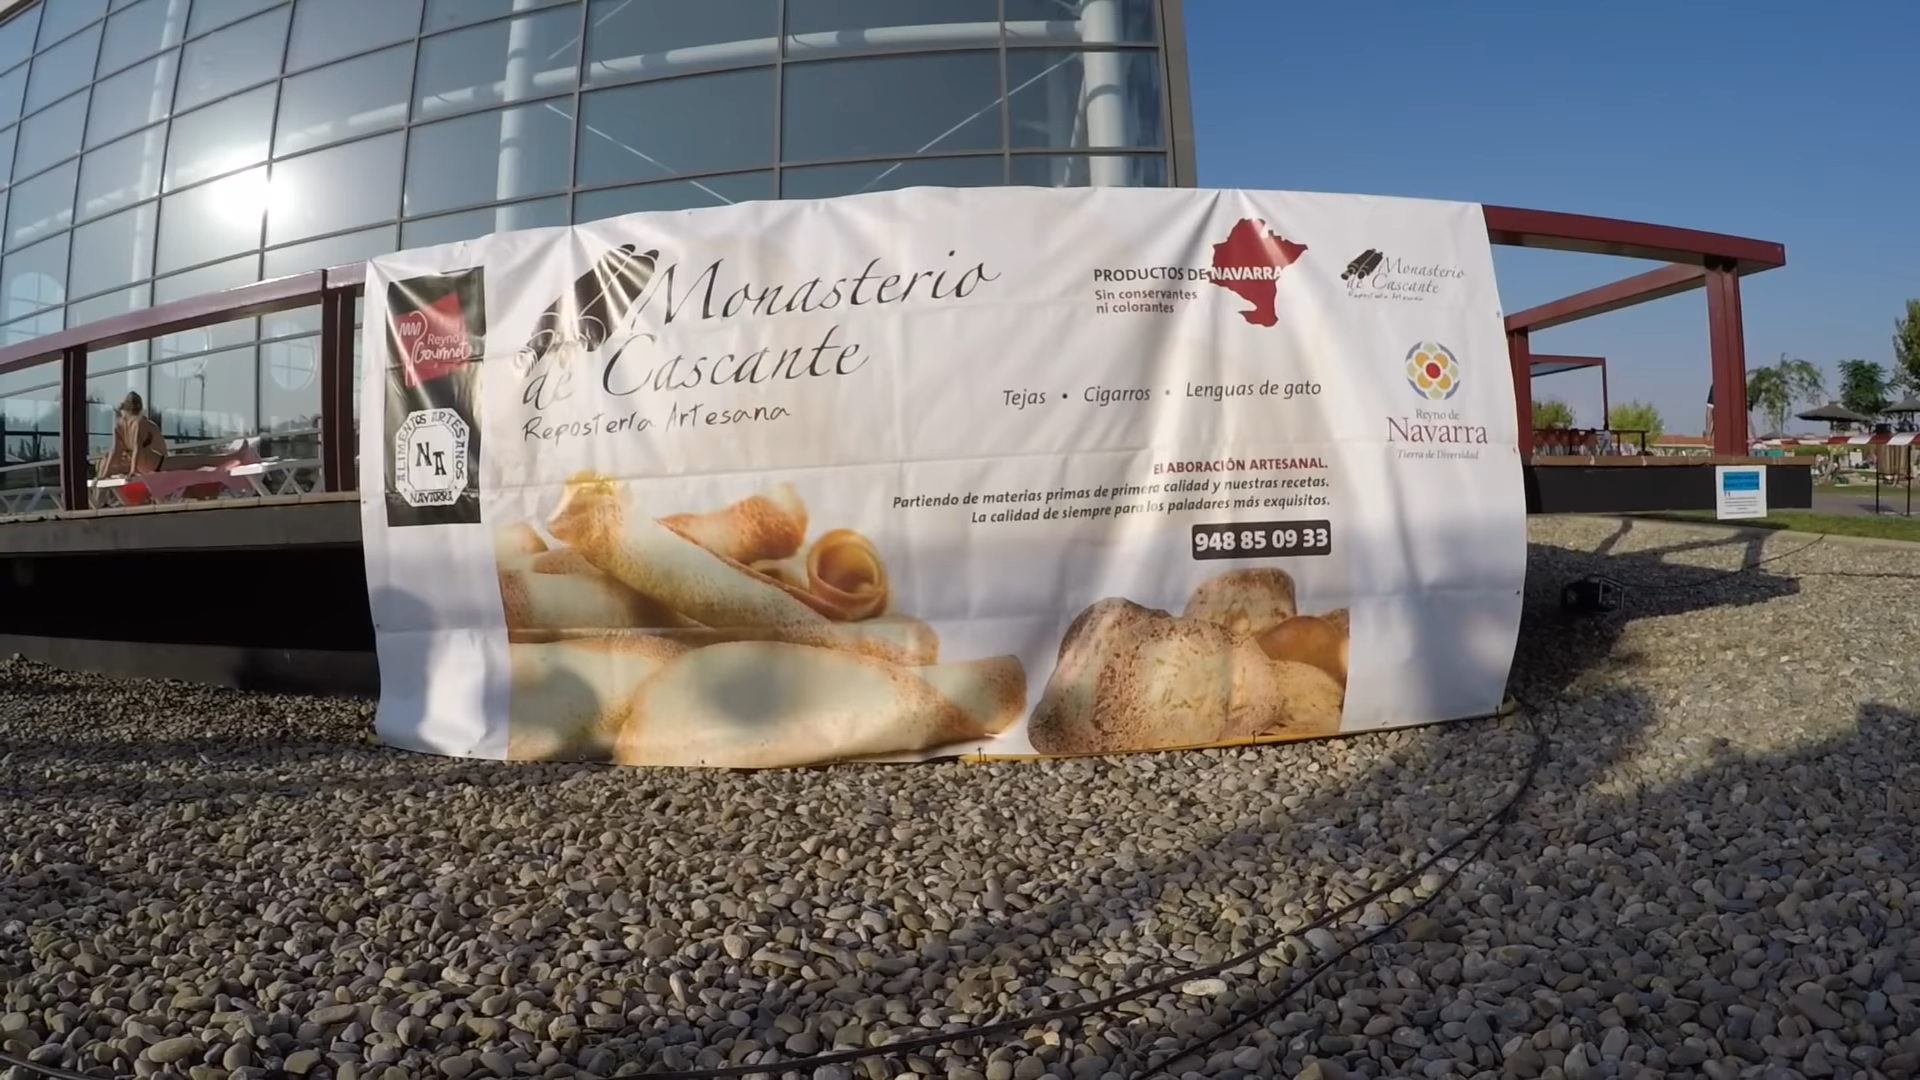 Reyno
Gourmet
ALIMENTOS ARTESANOS
NA
NAVARRA
Monasterio
de Cascante
Repostería Artesana
PRODUCTOS DE NAVARRA
Sin conservantes
ni colorantes
Monasterio
de Cascante
Repostería Artesana
Tejas • Cigarros • Lenguas de gato
Reyno de
Navarra
Tierra de Diversidad
ELABORACIÓN ARTESANAL.
Partiendo de materias primas de primera calidad y nuestras recetas.
La calidad de siempre para los paladares más exquisitos.
948 85 09 33